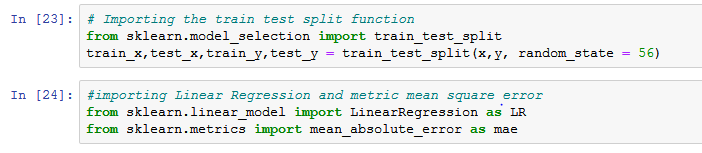 In [23]: # Importing the train test split function
from sklearn.model_selection import train_test_split
train_x,test_x,train_y,test_y = train_test_split(x,y, random_state = 56)
In [24]: #importing Linear Regression and metric mean square error
from sklearn.linear_model import LinearRegression as LR
from sklearn.metrics import mean_absolute_error as mae